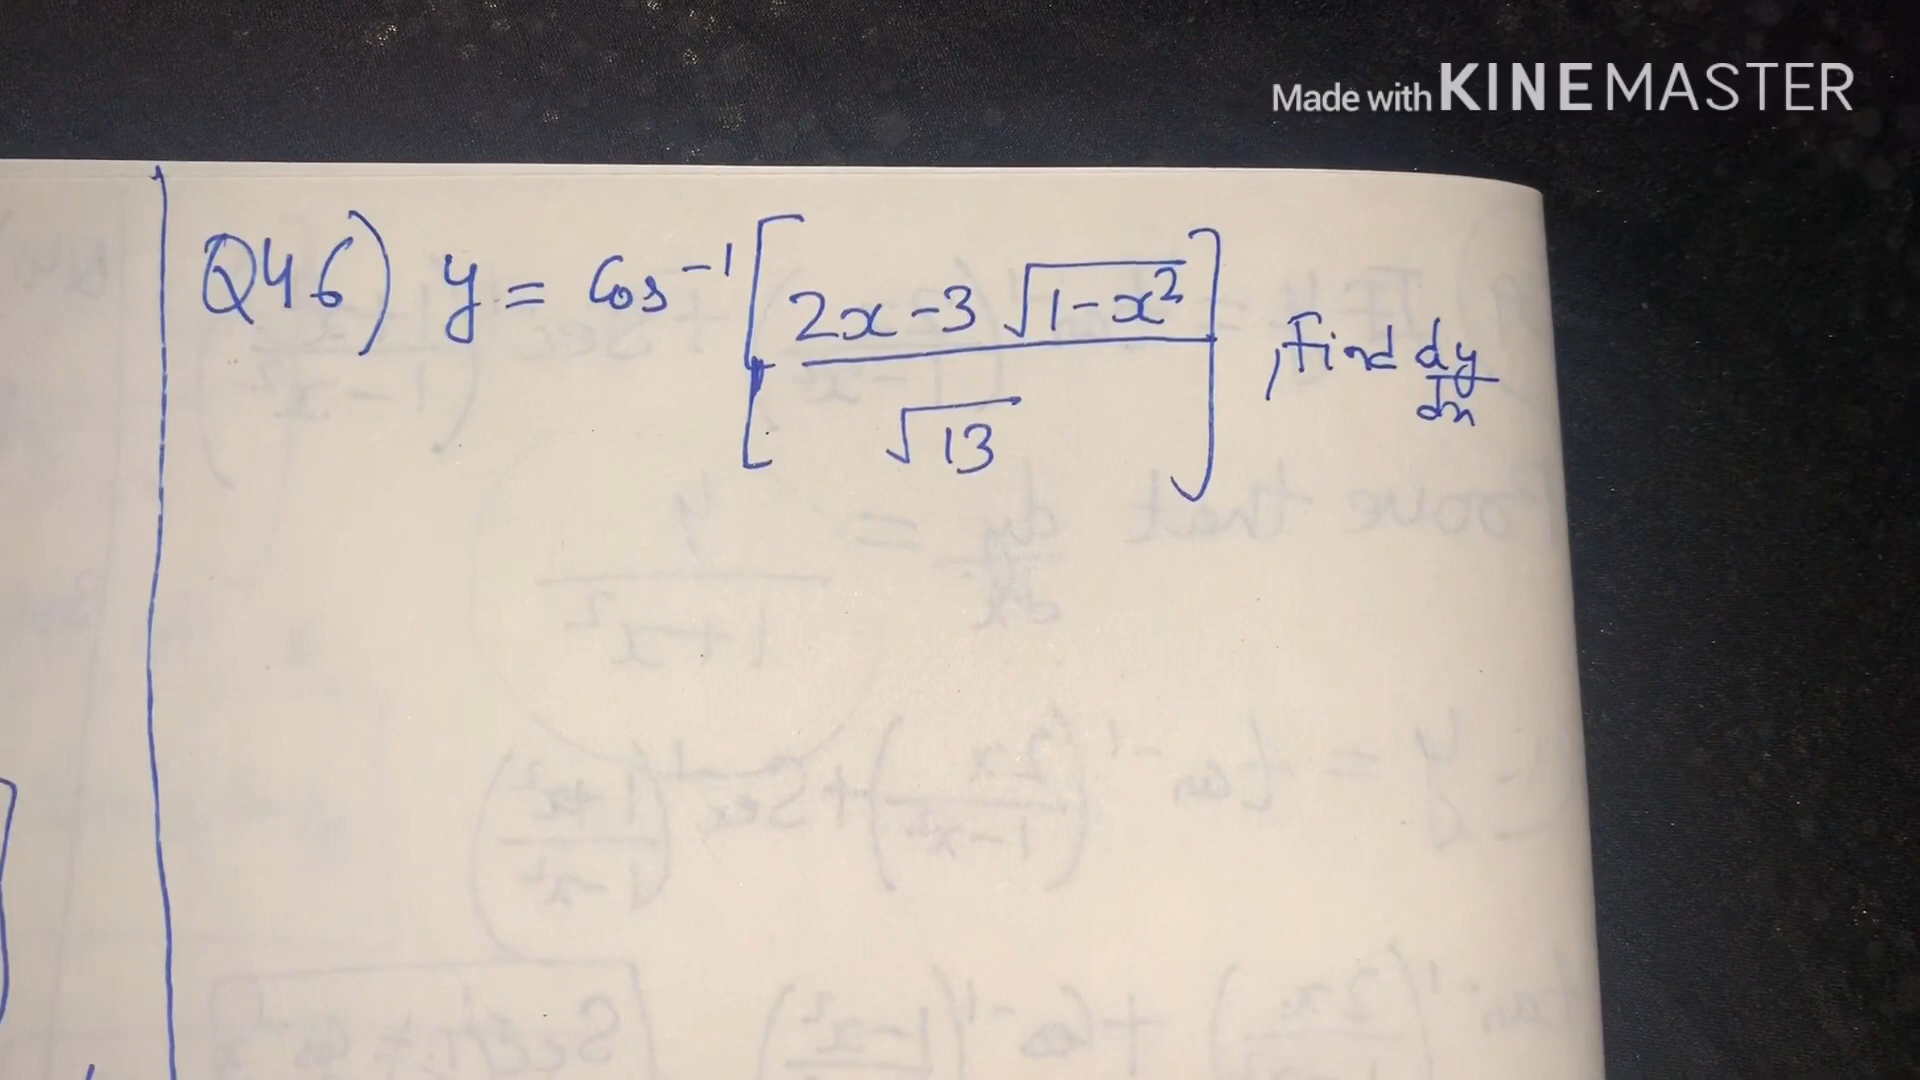 Made with KINEMASTER
Q46) y = Cos⁻¹[(2x-3√(1-x²))/√13], Find dy/dx